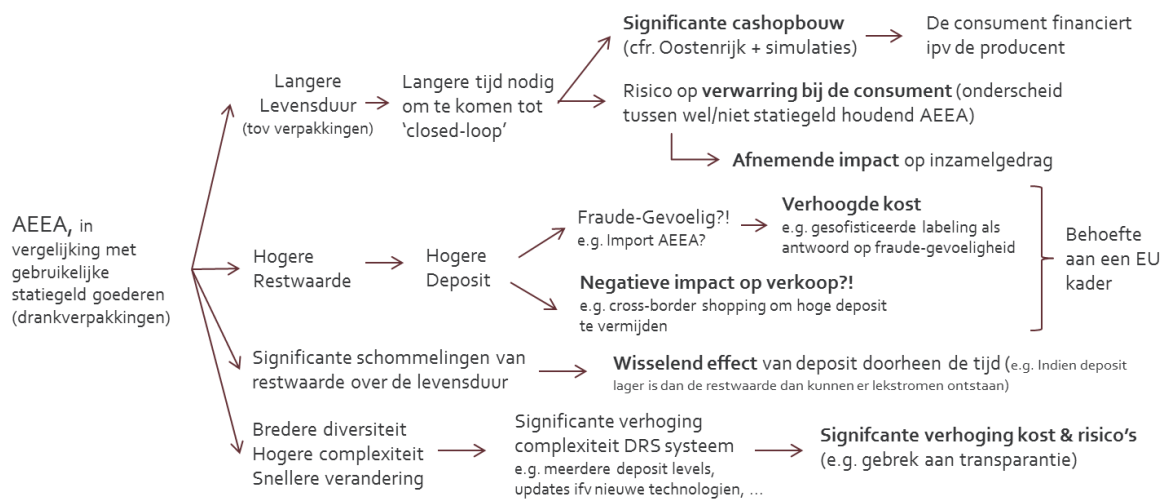 AEEA, in
vergelijking met
gebruikelijke
statiegeld goederen
(drankverpakkingen)
Langere
Levensduur
(tov verpakkingen)
Langere tijd nodig
om te komen tot
‘closed-loop’
Significante cashopbouw
(cfr. Oostenrijk + simulaties)
De consument financiert
ipv de producent
Risico op verwarring bij de consument (onderscheid
tussen wel/niet statiegeld houdend AEEA)
Afnemende impact op inzamelgedrag
Hogere
Restwaarde
Hogere
Deposit
Fraude-Gevoelig?!
e.g. Import AEEA?
Verhoogde kost
e.g. gesofisticeerde labeling als
antwoord op fraude-gevoeligheid
Negatieve impact op verkoop?!
e.g. cross-border shopping om hoge deposit
te vermijden
Behoefte
aan een EU
kader
Significante schommelingen van
restwaarde over de levensduur
Wisselend effect van deposit doorheen de tijd (e.g. Indien deposit
lager is dan de restwaarde dan kunnen er lekstromen ontstaan)
Bredere diversiteit
Hogere complexiteit
Snellere verandering
Significante verhoging
complexiteit DRS systeem
e.g. meerdere deposit levels,
updates ifv nieuwe technologien, ...
Signifcante verhoging kost & risico’s
(e.g. gebrek aan transparantie)